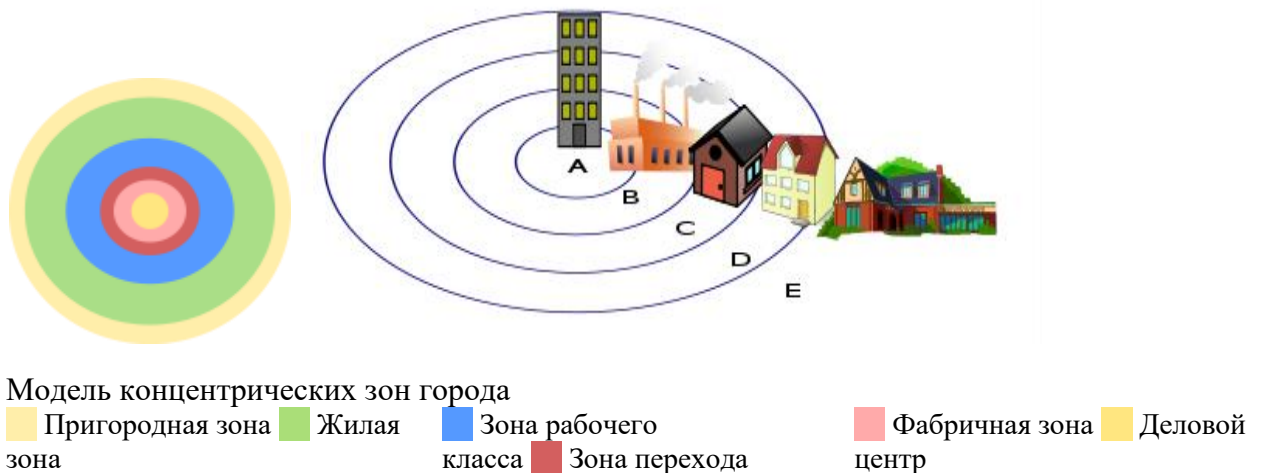 A
B
C
D
E
Модель концентрических зон города
Пригородная зона Жилая зона
Зона рабочего класса Зона перехода
Фабричная зона Деловой центр